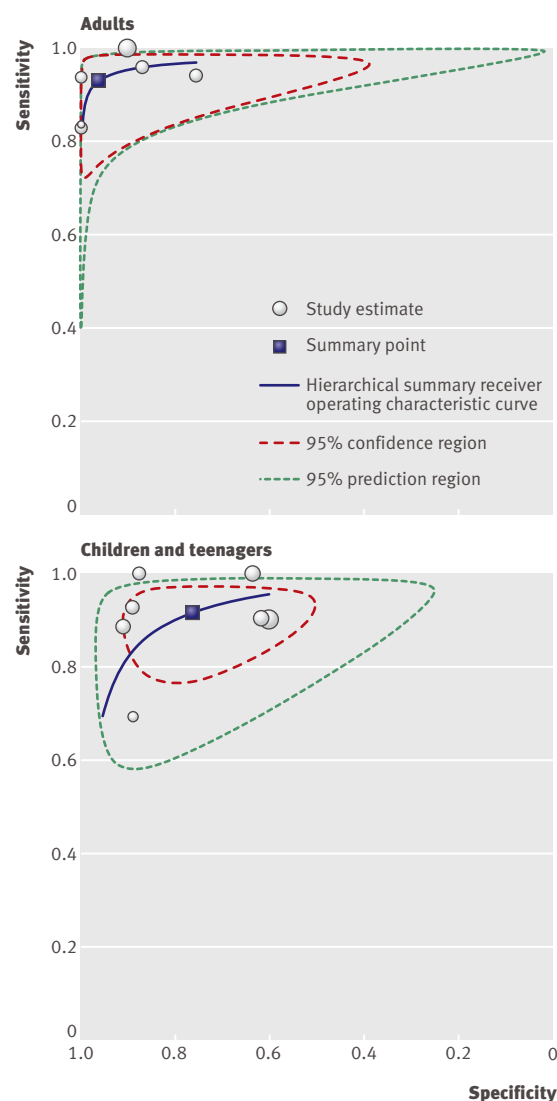 Adults
Sensitivity
1.0
0.8
0.6
0.4
0.2
0
Study estimate
Summary point
Hierarchical summary receiver
operating characteristic curve
95% confidence region
95% prediction region
Children and teenagers
Sensitivity
1.0
0.8
0.6
0.4
0.2
0
1.0 0.8 0.6 0.4 0.2 0
Specificity